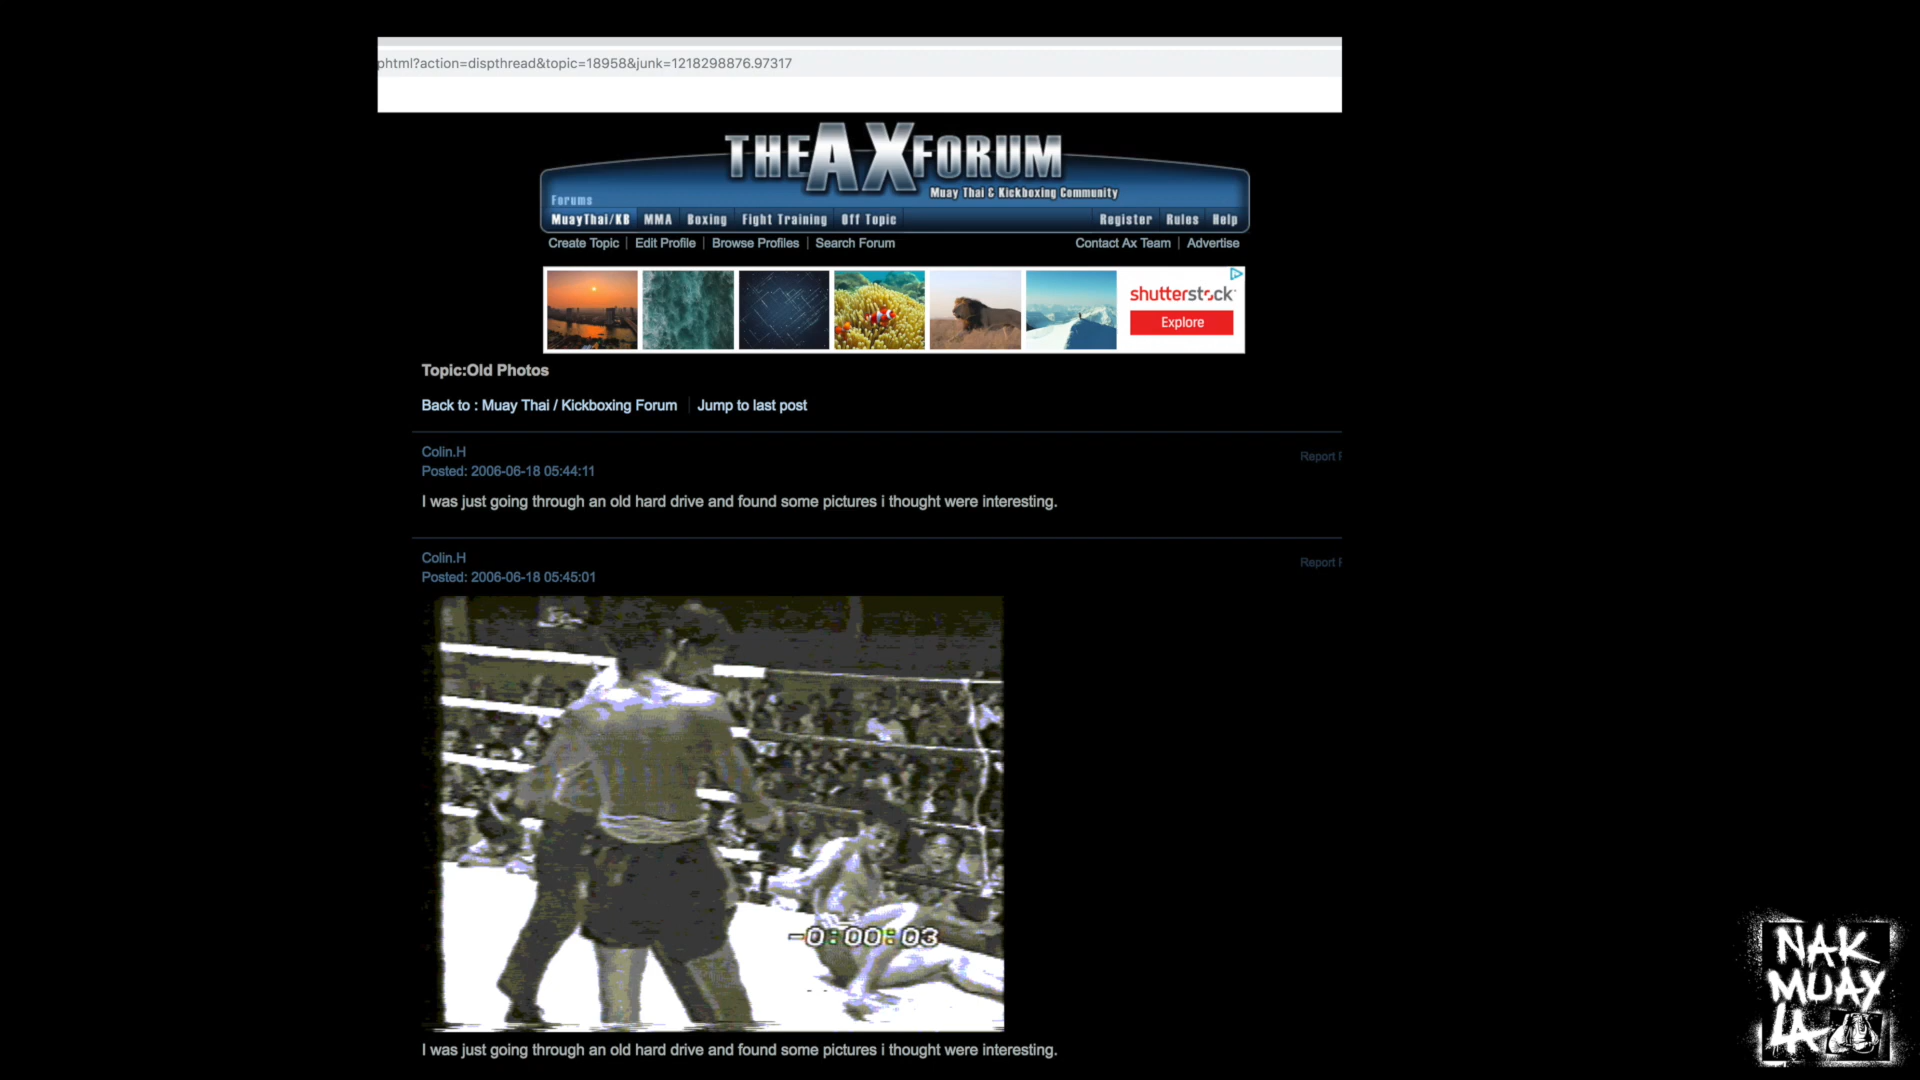 phtml?action=dispthread&topic=18958&junk=1218298876.97317
THE AX FORUM
Muay Thai & Kickboxing Community
Forums
MuayThai/KB MMA Boxing Fight Training Off Topic Register Rules Help
Create Topic | Edit Profile | Browse Profiles | Search Forum Contact Ax Team | Advertise
shutterstock
Explore
Topic:Old Photos
Back to : Muay Thai / Kickboxing Forum | Jump to last post
Colin.H
Report
Posted: 2006-06-18 05:44:11
I was just going through an old hard drive and found some pictures i thought were interesting.
Colin.H
Report
Posted: 2006-06-18 05:45:01
-0:00:03
I was just going through an old hard drive and found some pictures i thought were interesting.
NAK
MUAY
LA